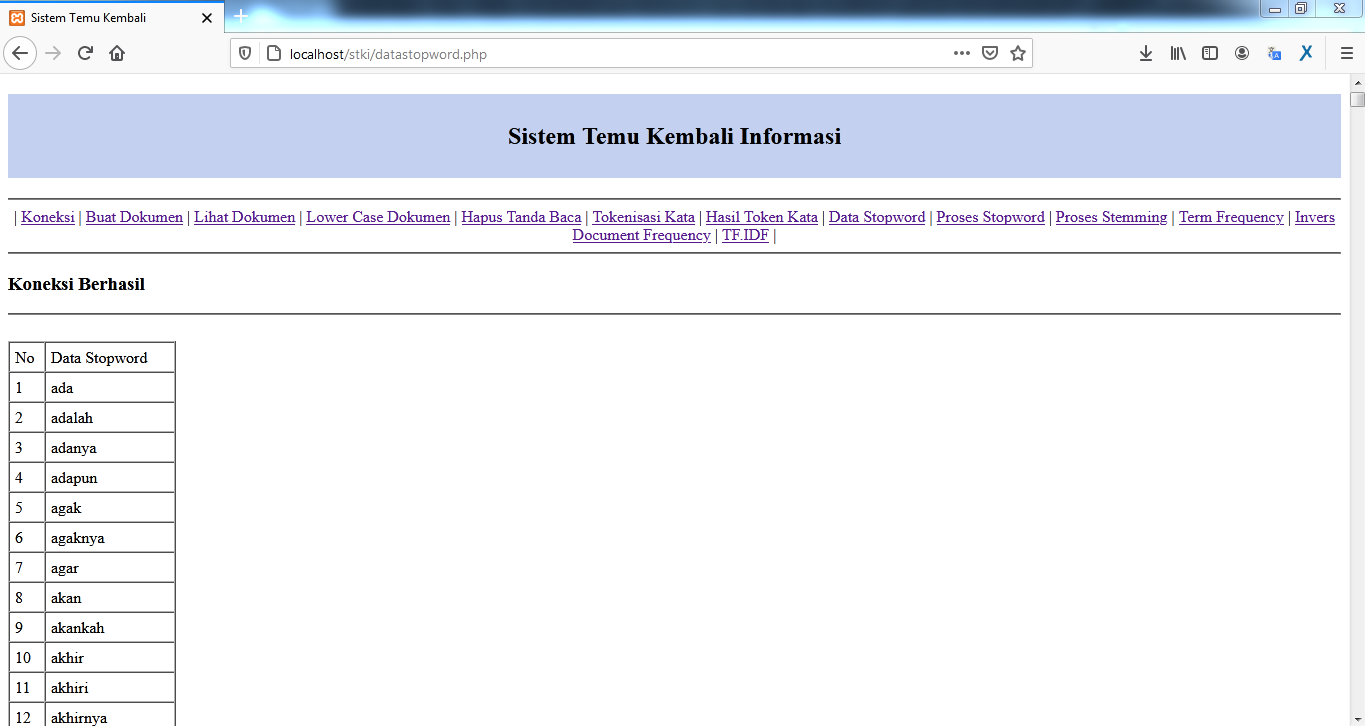 Sistem Temu Kembali
localhost/stki/datastopword.php
Sistem Temu Kembali Informasi
| Koneksi | Buat Dokumen | Lihat Dokumen | Lower Case Dokumen | Hapus Tanda Baca | Tokenisasi Kata | Hasil Token Kata | Data Stopword | Proses Stopword | Proses Stemming | Term Frequency | Invers
Document Frequency | TF.IDF |
Koneksi Berhasil
No Data Stopword
1 ada
2 adalah
3 adanya
4 adapun
5 agak
6 agaknya
7 agar
8 akan
9 akankah
10 akhir
11 akhiri
12 akhirnya